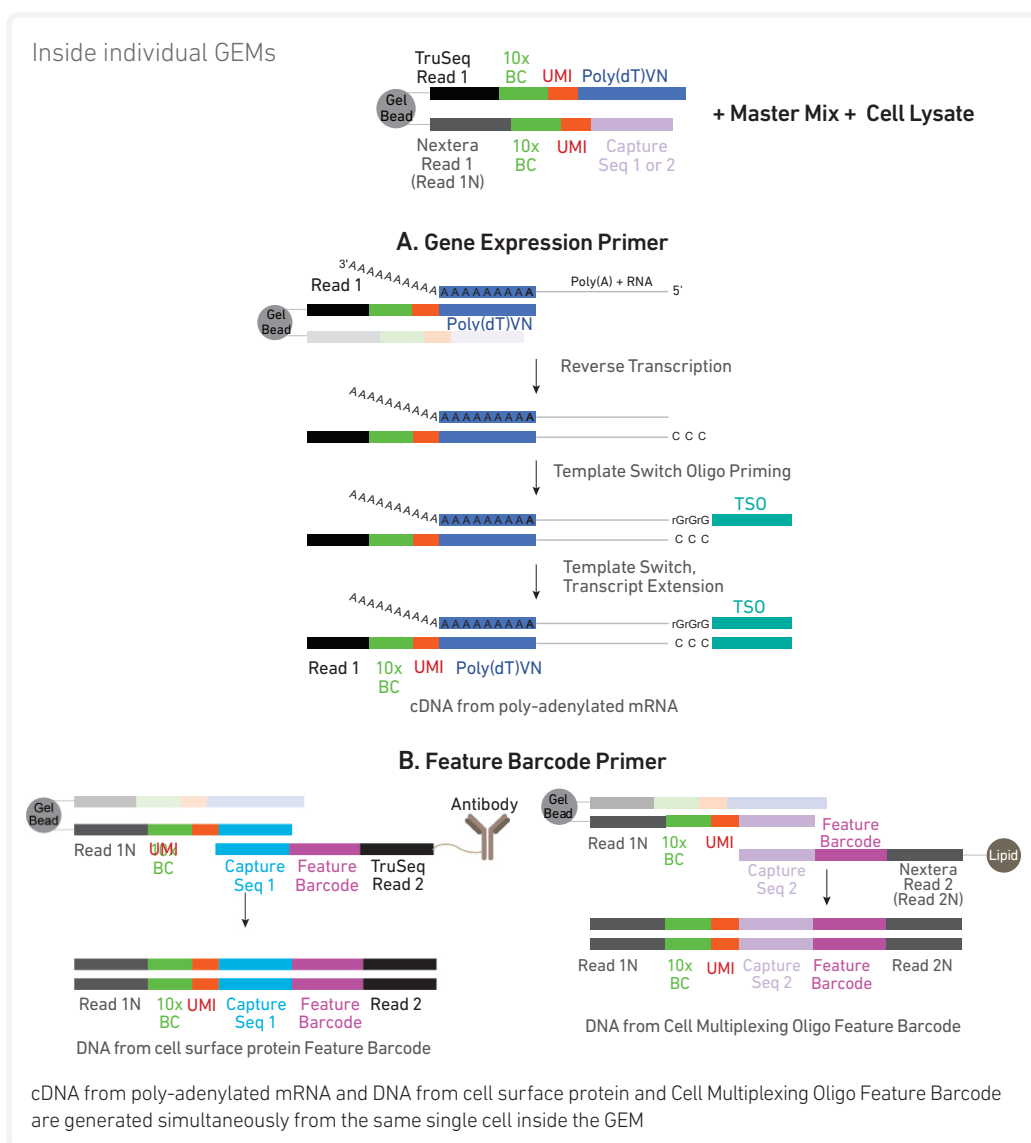 Inside individual GEMs
TruSeq
Read 1
10x
BC
UMI
Poly(dT)VN
Gel
Bead
+ Master Mix + Cell Lysate
Nextera
Read 1
(Read 1N)
10x
BC
UMI
Capture
Seq 1 or 2
A. Gene Expression Primer
3'AAAAAAAAAA
Read 1
AAAAAAAAA
Poly(A) + RNA
5'
Gel
Bead
Poly(dT)VN
Reverse Transcription
AAAAAAAAAA
AAAAAAAAA
C C C
Template Switch Oligo Priming
AAAAAAAAAA
AAAAAAAAA
rGrGrG
TSO
C C C
Template Switch,
Transcript Extension
AAAAAAAAAA
AAAAAAAAA
rGrGrG
TSO
C C C
Read 1
10x
BC
UMI
Poly(dT)VN
cDNA from poly-adenylated mRNA
B. Feature Barcode Primer
Gel
Bead
Antibody
Read 1N
10x
BC
UMI
Capture
Seq 1
Feature
Barcode
TruSeq
Read 2
Read 1N
10x
BC
UMI
Capture
Seq 1
Feature
Barcode
Read 2
DNA from cell surface protein Feature Barcode
Gel
Bead
Read 1N
10x
BC
UMI
Feature
Barcode
Lipid
Capture
Seq 2
Nextera
Read 2
(Read 2N)
Read 1N
10x
BC
UMI
Capture
Seq 2
Feature
Barcode
Read 2N
DNA from Cell Multiplexing Oligo Feature Barcode
cDNA from poly-adenylated mRNA and DNA from cell surface protein and Cell Multiplexing Oligo Feature Barcode
are generated simultaneously from the same single cell inside the GEM